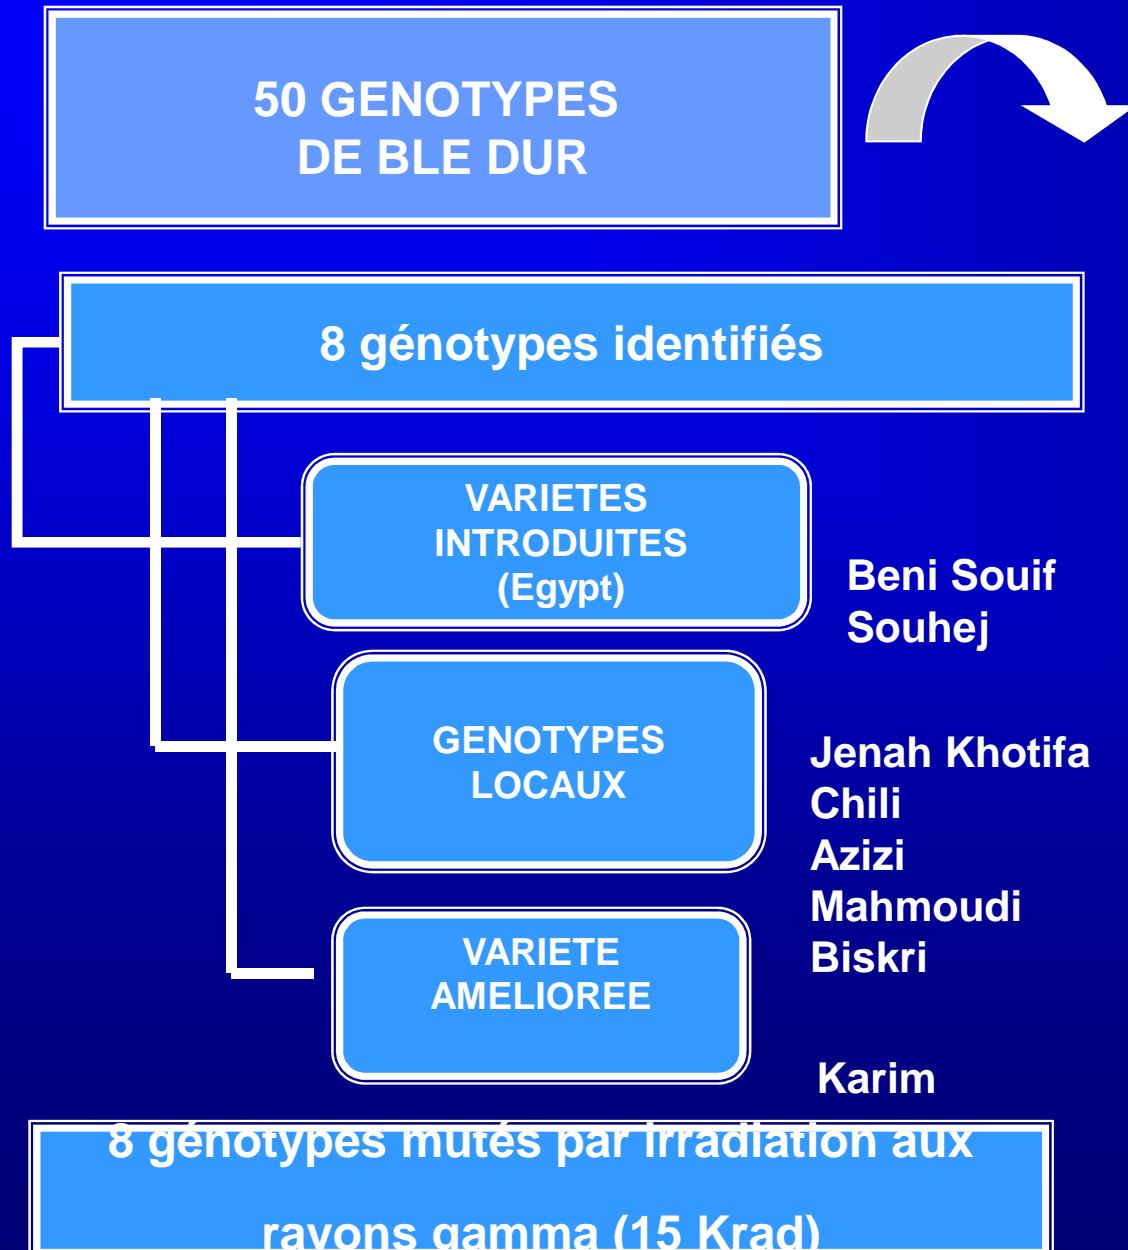 50 GENOTYPES
DE BLE DUR
8 génotypes identifiés
VARIETES
INTRODUITES
(Egypt)
Beni Souif
Souhej
GENOTYPES
LOCAUX
Jenah Khotifa
Chili
Azizi
Mahmoudi
Biskri
VARIETE
AMELIOREE
Karim
8 génotypes mutés par irradiation aux
rayons gamma (15 Krad)